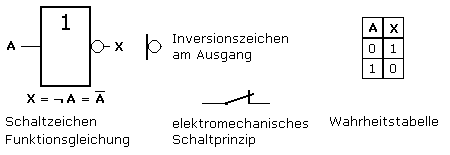 1
A
X
X = ¬ A = A̅
Schaltzeichen
Funktionsgleichung
Inversionszeichen
am Ausgang
elektromechanisches
Schaltprinzip
A X
0 1
1 0
Wahrheitstabelle